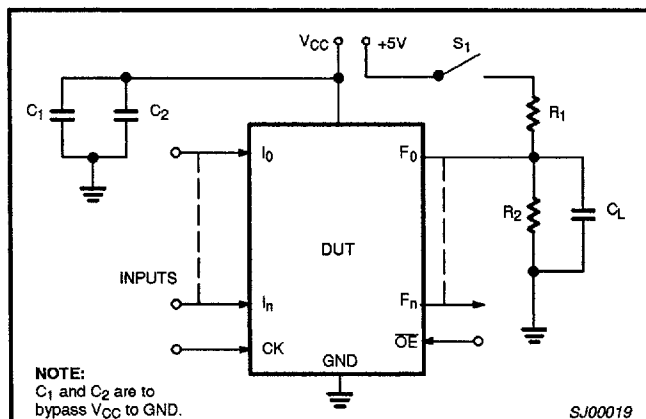 VCC +5V S1
C1 C2 R1
I0 F0
R2 CL
DUT
INPUTS
In Fn
CK OE
GND
NOTE:
C1 and C2 are to
bypass VCC to GND.
SJ00019